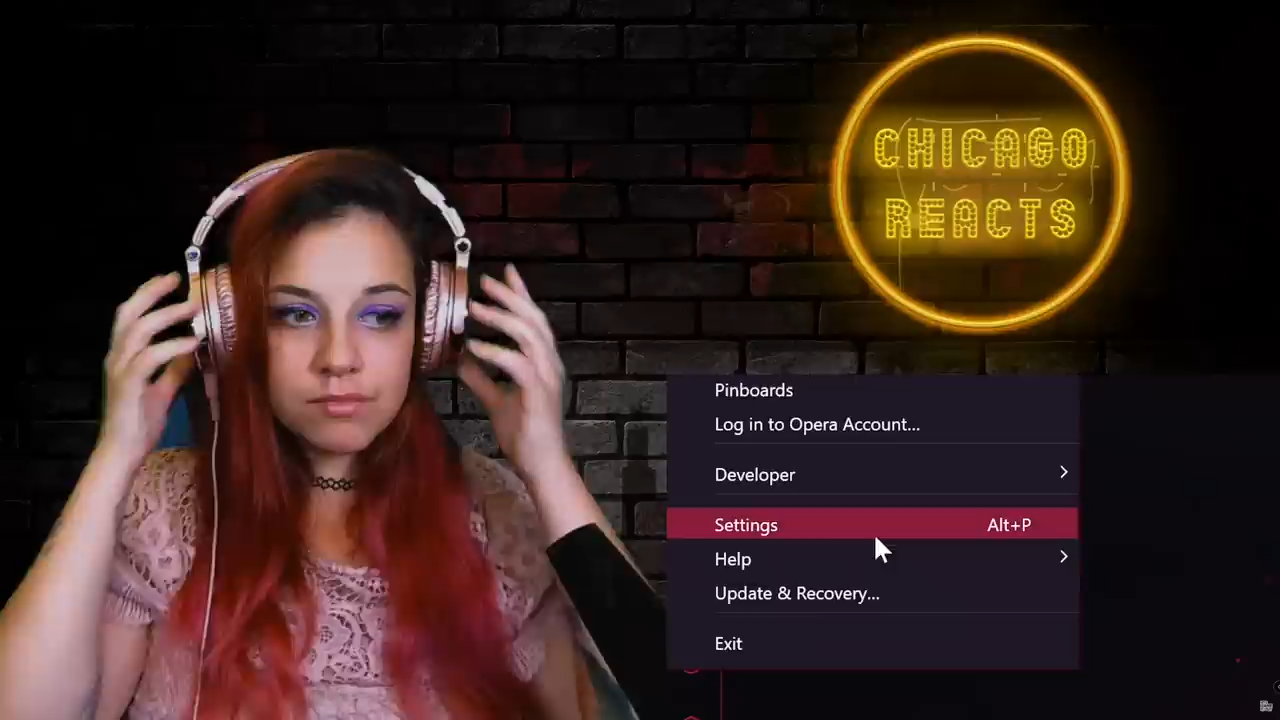 CHICAGO
REACTS
Pinboards
Log in to Opera Account...
Developer
Settings Alt+P
Help
Update & Recovery...
Exit